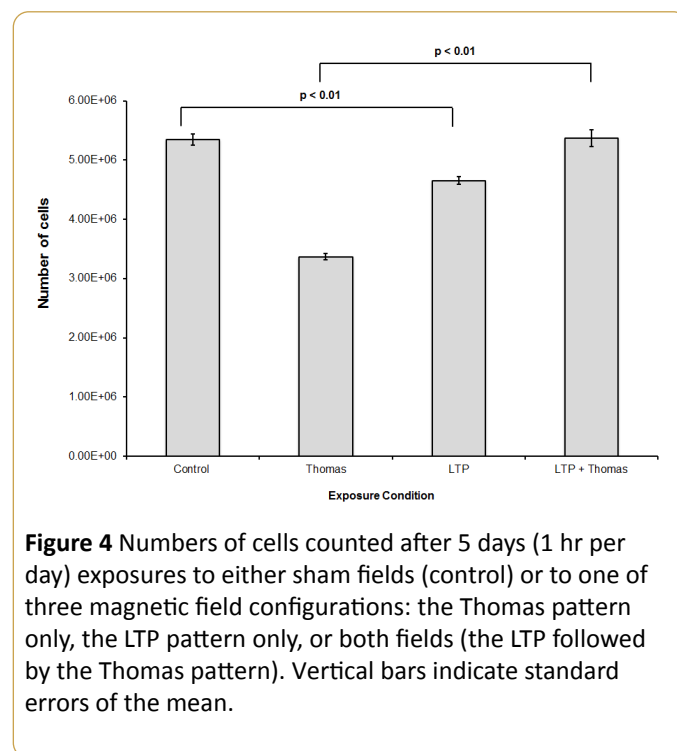 p < 0.01
p < 0.01
6.00E+06
5.00E+06
4.00E+06
3.00E+06
2.00E+06
1.00E+06
0.00E+00
Number of cells
Control Thomas LTP LTP + Thomas
Exposure Condition
Figure 4 Numbers of cells counted after 5 days (1 hr per
day) exposures to either sham fields (control) or to one of
three magnetic field configurations: the Thomas pattern
only, the LTP pattern only, or both fields (the LTP followed
by the Thomas pattern). Vertical bars indicate standard
errors of the mean.